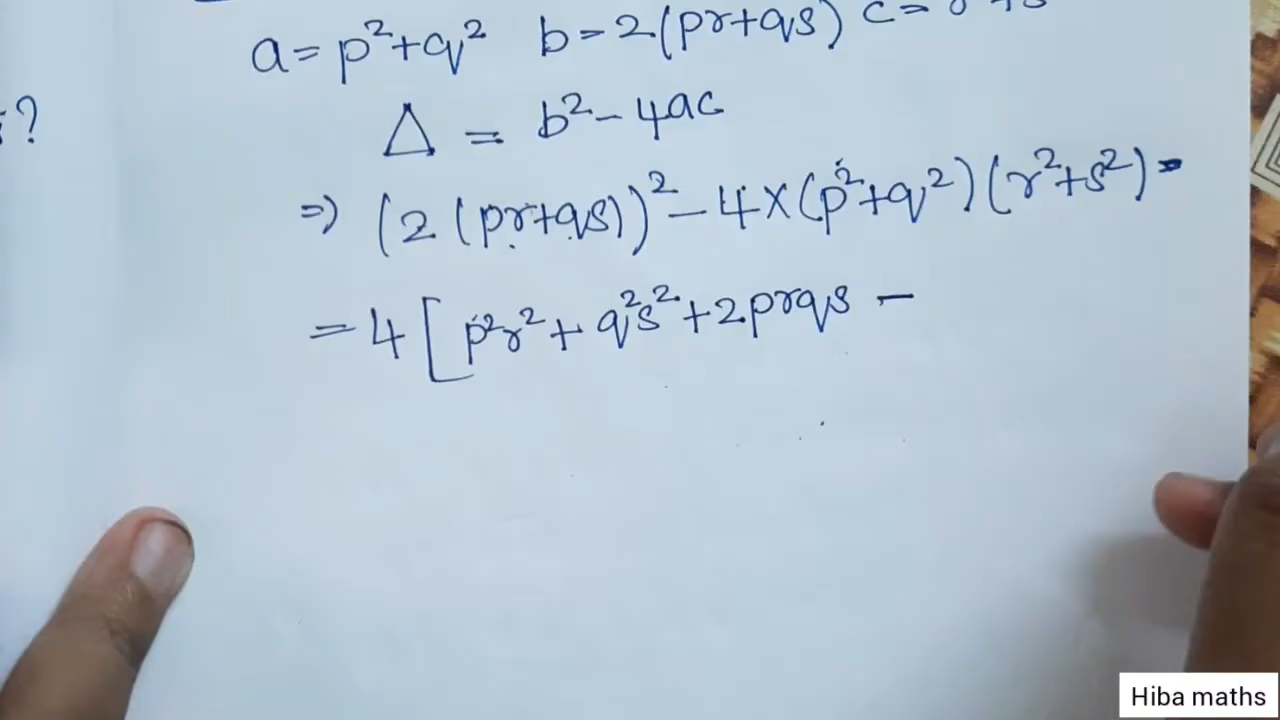 a = p²+q² b = 2(pr+qs) c =
?
Δ = b² - 4ac
⇒ (2 (pr+qs))² - 4 × (p²+q²) (r²+s²) =
= 4 [ p²r² + q²s² + 2prqs -
Hiba maths